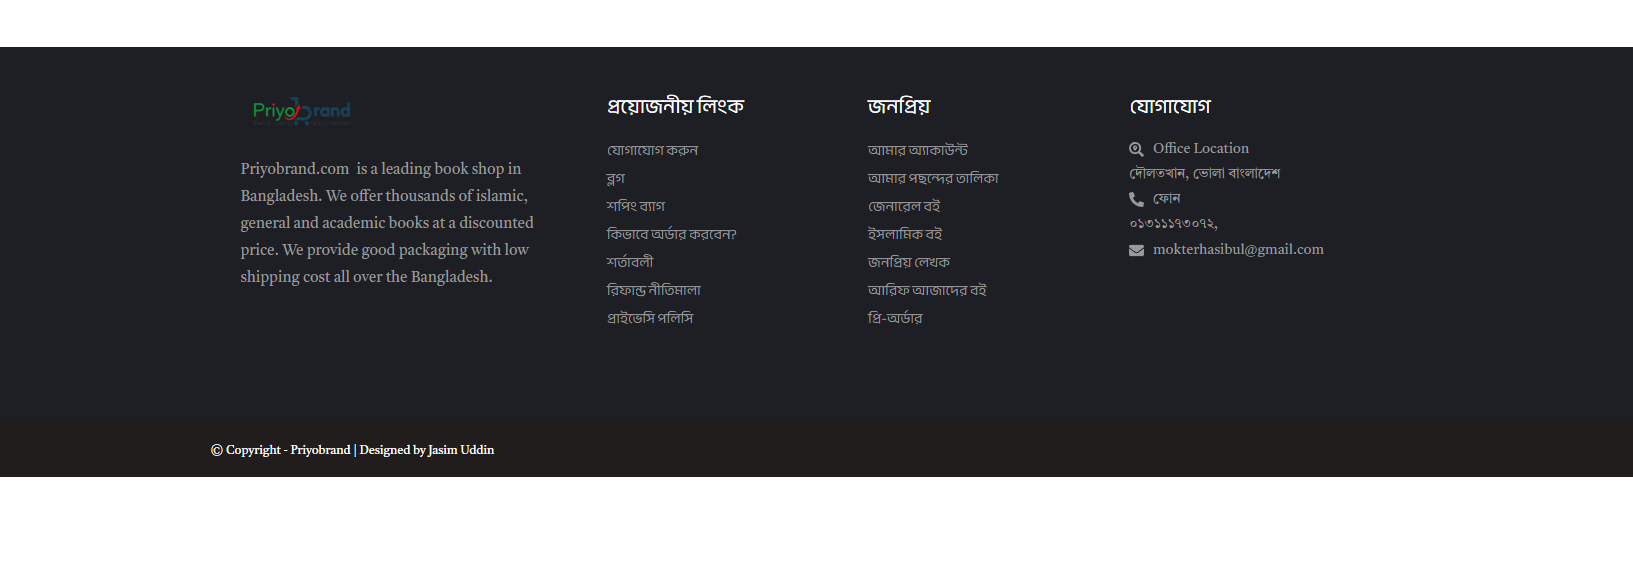 Priyobrand
Priyobrand.com is a leading book shop in
Bangladesh. We offer thousands of islamic,
general and academic books at a discounted
price. We provide good packaging with low
shipping cost all over the Bangladesh.
প্রয়োজনীয় লিংক
যোগাযোগ করুন
ব্লগ
শপিং ব্যাগ
কিভাবে অর্ডার করবেন?
শর্তাবলী
রিফান্ড নীতিমালা
প্রাইভেসি পলিসি
জনপ্রিয়
আমার অ্যাকাউন্ট
আমার পছন্দের তালিকা
জেনারেল বই
ইসলামিক বই
জনপ্রিয় লেখক
আরিফ আজাদের বই
প্রি-অর্ডার
যোগাযোগ
Office Location
দৌলতখান, ভোলা বাংলাদেশ
ফোন
০১৩১১১৭৩০৭২,
mokterhasibul@gmail.com
© Copyright - Priyobrand | Designed by Jasim Uddin